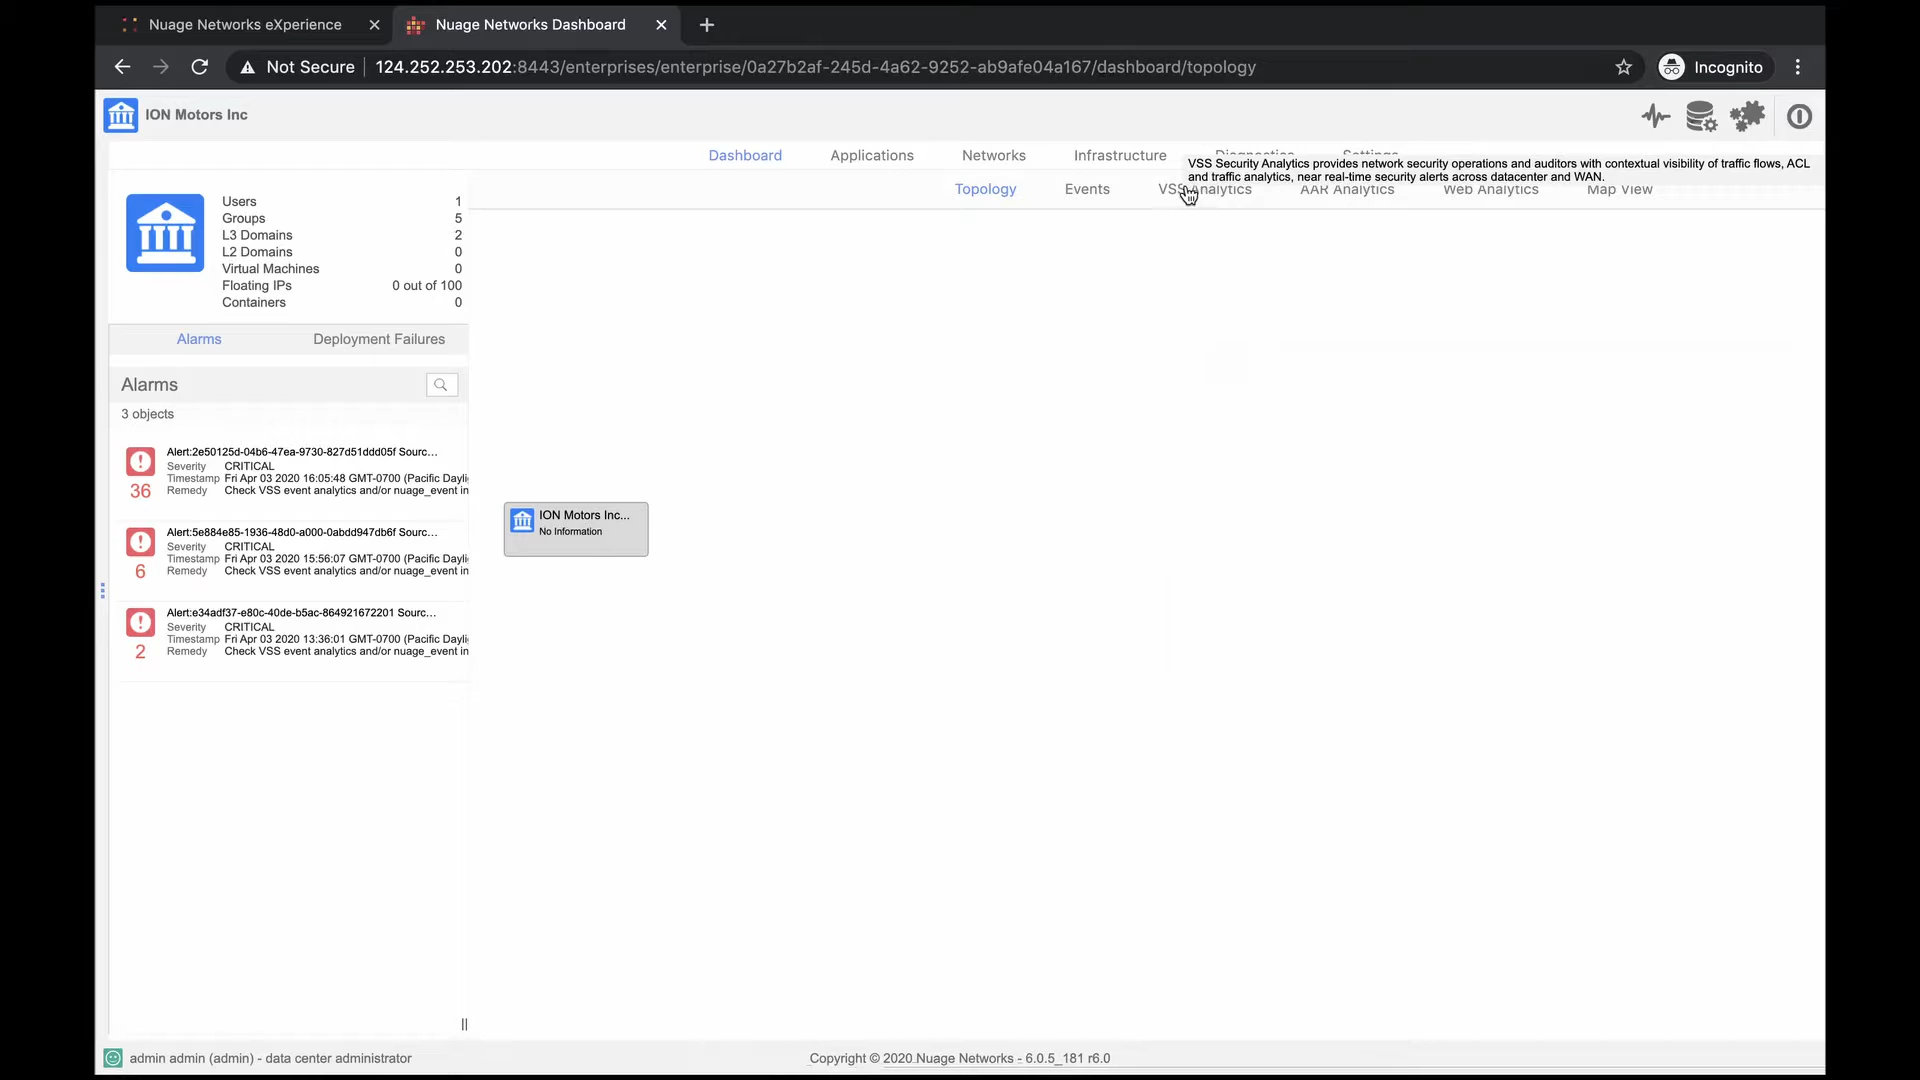 Nuage Networks eXperience
Nuage Networks Dashboard
Not Secure
124.252.253.202:8443/enterprises/enterprise/0a27b2af-245d-4a62-9252-ab9afe04a167/dashboard/topology
Incognito
ION Motors Inc
Dashboard
Applications
Networks
Infrastructure
Diagnostics
Settings
VSS Security Analytics provides network security operations and auditors with contextual visibility of traffic flows, ACL
and traffic analytics, near real-time security alerts across datacenter and WAN.
Topology
Events
VSS Analytics
AAR Analytics
Web Analytics
Map View
Users 1
Groups 5
L3 Domains 2
L2 Domains 0
Virtual Machines 0
Floating IPs 0 out of 100
Containers 0
Alarms
Deployment Failures
Alarms
3 objects
Alert:2e50125d-04b6-47ea-9730-827d51ddd05f Sourc...
Severity CRITICAL
Timestamp Fri Apr 03 2020 16:05:48 GMT-0700 (Pacific Dayli
36
Remedy Check VSS event analytics and/or nuage_event in
Alert:5e884e85-1936-48d0-a000-0abdd947db6f Sourc...
Severity CRITICAL
Timestamp Fri Apr 03 2020 15:56:07 GMT-0700 (Pacific Dayli
6
Remedy Check VSS event analytics and/or nuage_event in
Alert:e34adf37-e80c-40de-b5ac-864921672201 Sourc...
Severity CRITICAL
Timestamp Fri Apr 03 2020 13:36:01 GMT-0700 (Pacific Dayli
2
Remedy Check VSS event analytics and/or nuage_event in
ION Motors Inc...
No Information
admin admin (admin) - data center administrator
Copyright © 2020 Nuage Networks - 6.0.5_181 r6.0